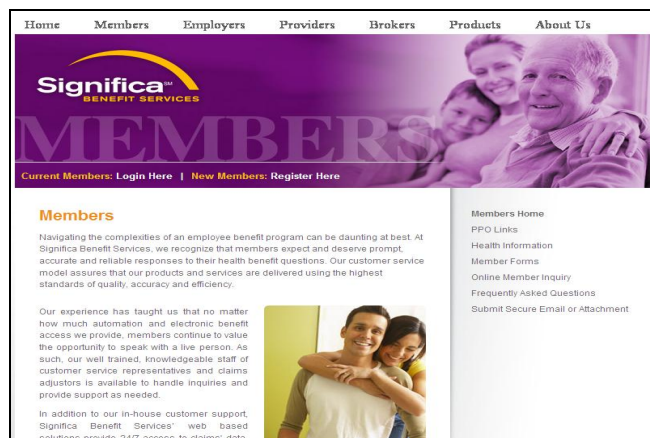 Home Members Employers Providers Brokers Products About Us
Significa SM
BENEFIT SERVICES
MEMBERS
Current Members: Login Here | New Members: Register Here
Members
Navigating the complexities of an employee benefit program can be daunting at best. At
Significa Benefit Services, we recognize that members expect and deserve prompt,
accurate and reliable responses to their health benefit questions. Our customer service
model assures that our products and services are delivered using the highest
standards of quality, accuracy and efficiency.
Our experience has taught us that no matter
how much automation and electronic benefit
access we provide, members continue to value
the opportunity to speak with a live person. As
such, our well trained, knowledgeable staff of
customer service representatives and claims
adjustors is available to handle inquiries and
provide support as needed.
In addition to our in-house customer support,
Significa Benefit Services' web based
solutions provide 24/7 access to claims' data,
Members Home
PPO Links
Health Information
Member Forms
Online Member Inquiry
Frequently Asked Questions
Submit Secure Email or Attachment